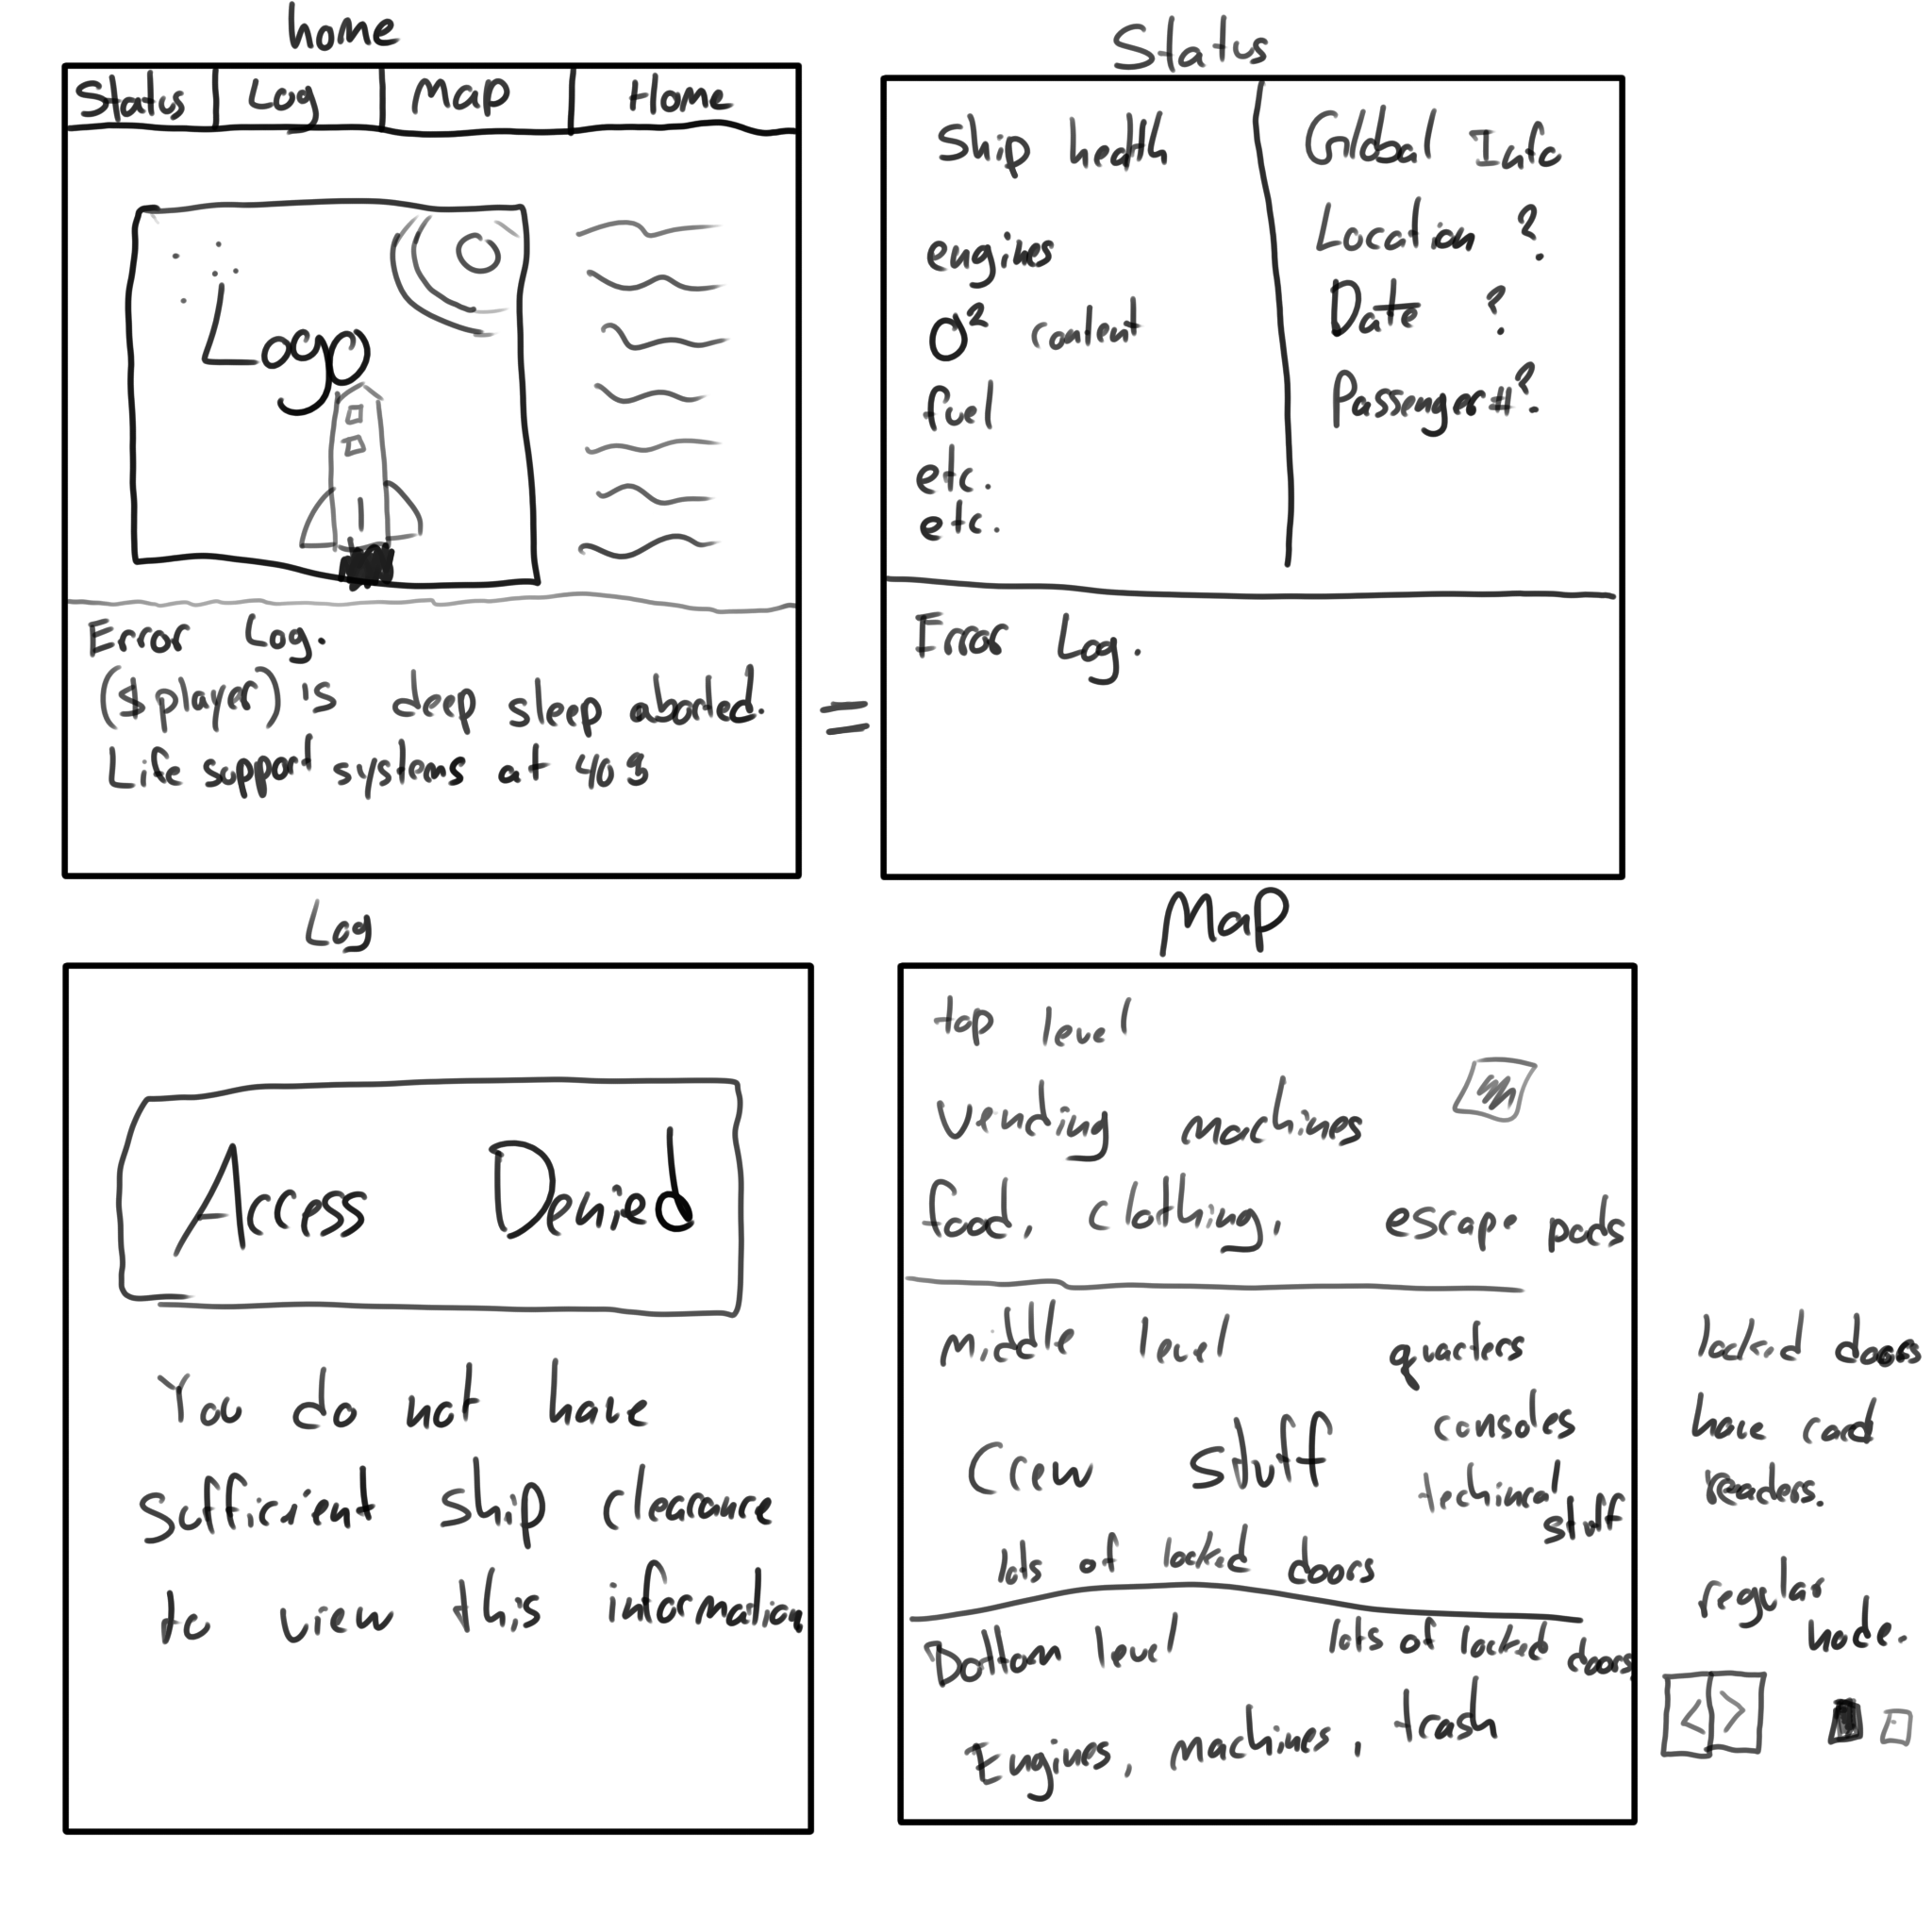 home
Status Log Map Home
Logo
Error Log.
($player) is deep sleep aborted.
Life support systems at 40%
=
Status
Ship heath
engines
O² content
fuel
etc.
etc.
Global Info
Location ?
Date ?
Passenger #?
Error Log.
Log
Access Denied
You do not have
sufficient ship clearance
to view this information
Map
top level
vending machines
food, clothing, escape pods
middle level quarters
consoles
Crew stuff
techincal
stuff
lots of locked doors
Bottom level lots of locked doors
Engines, machines, trash
locked doors
have card
readers.
regular
node.
< >